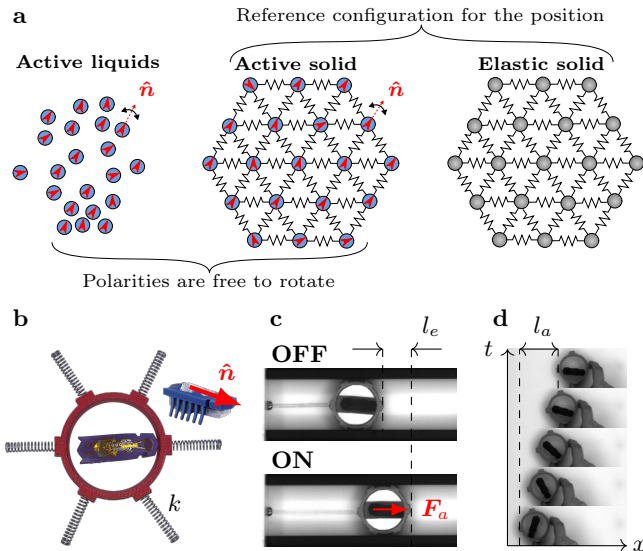 Reference configuration for the position
a
Active liquids
Active solid
Elastic solid
n̂
n̂
Polarities are free to rotate
b
n̂
k
c
l_e
OFF
ON
F_a
d
l_a
t
x